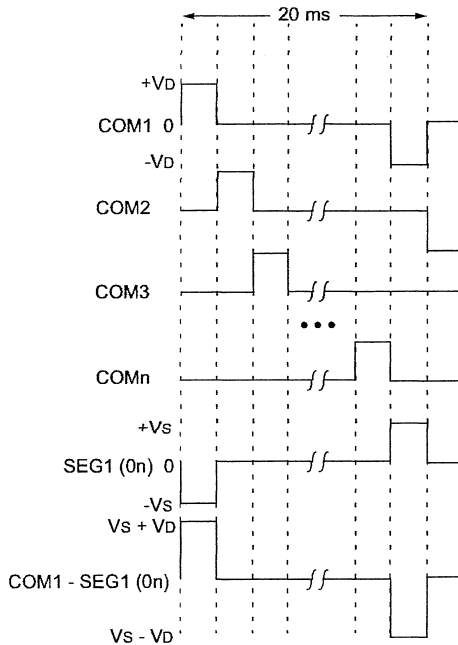 20 ms
+VD
COM1 0
-VD
COM2
COM3
•••
COMn
+VS
SEG1 (0n) 0
-VS
VS + VD
COM1 - SEG1 (0n)
VS - VD